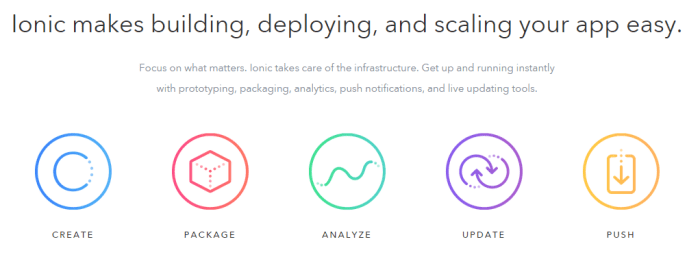 Ionic makes building, deploying, and scaling your app easy.
Focus on what matters. Ionic takes care of the infrastructure. Get up and running instantly
with prototyping, packaging, analytics, push notifications, and live updating tools.
CREATE PACKAGE ANALYZE UPDATE PUSH